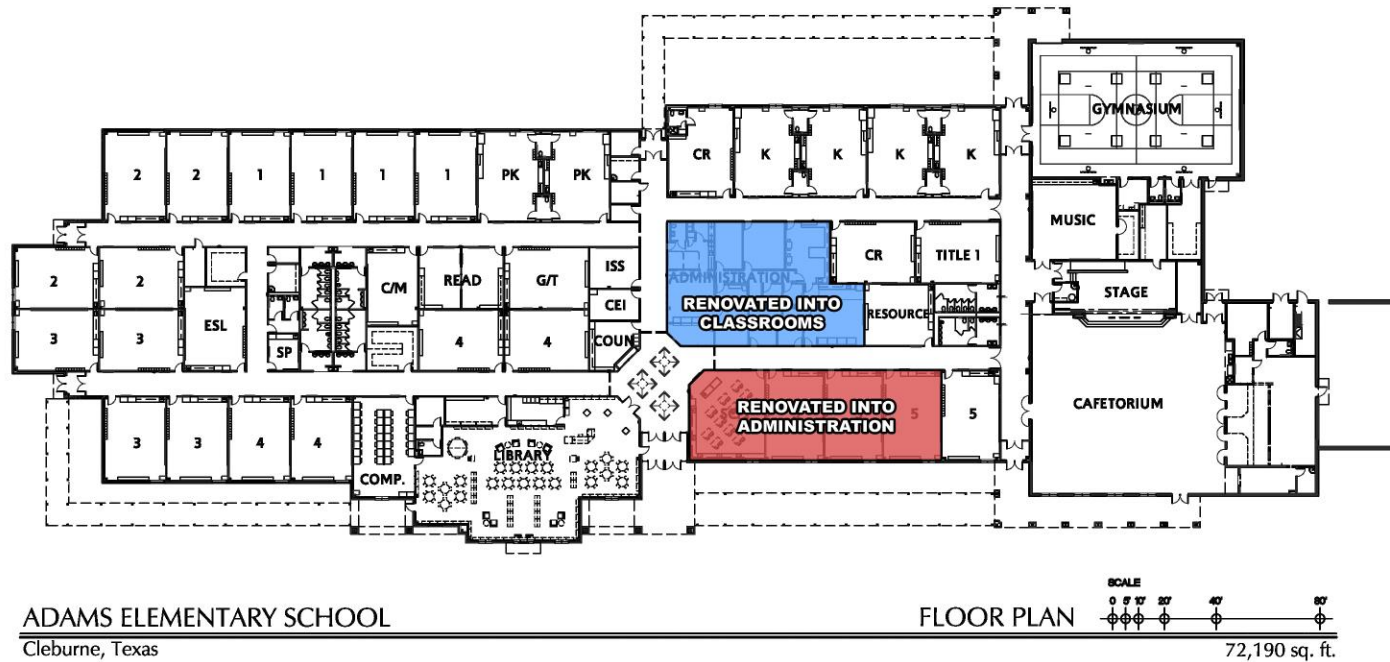 GYMNASIUM
CR K K K K
2 2 1 1 1 1 PK PK
MUSIC
2 2 C/M READ G/T ISS
ADMINISTRATION
CR TITLE 1
STAGE
CEI
RENOVATED INTO
CLASSROOMS
RESOURCE
3 3 ESL SP 4 4 COUN
RENOVATED INTO
ADMINISTRATION
5 5
CAFETORIUM
3 3 4 4 COMP. LIBRARY
ADAMS ELEMENTARY SCHOOL
FLOOR PLAN
SCALE
0 5' 10' 20' 40' 80'
Cleburne, Texas
72,190 sq. ft.